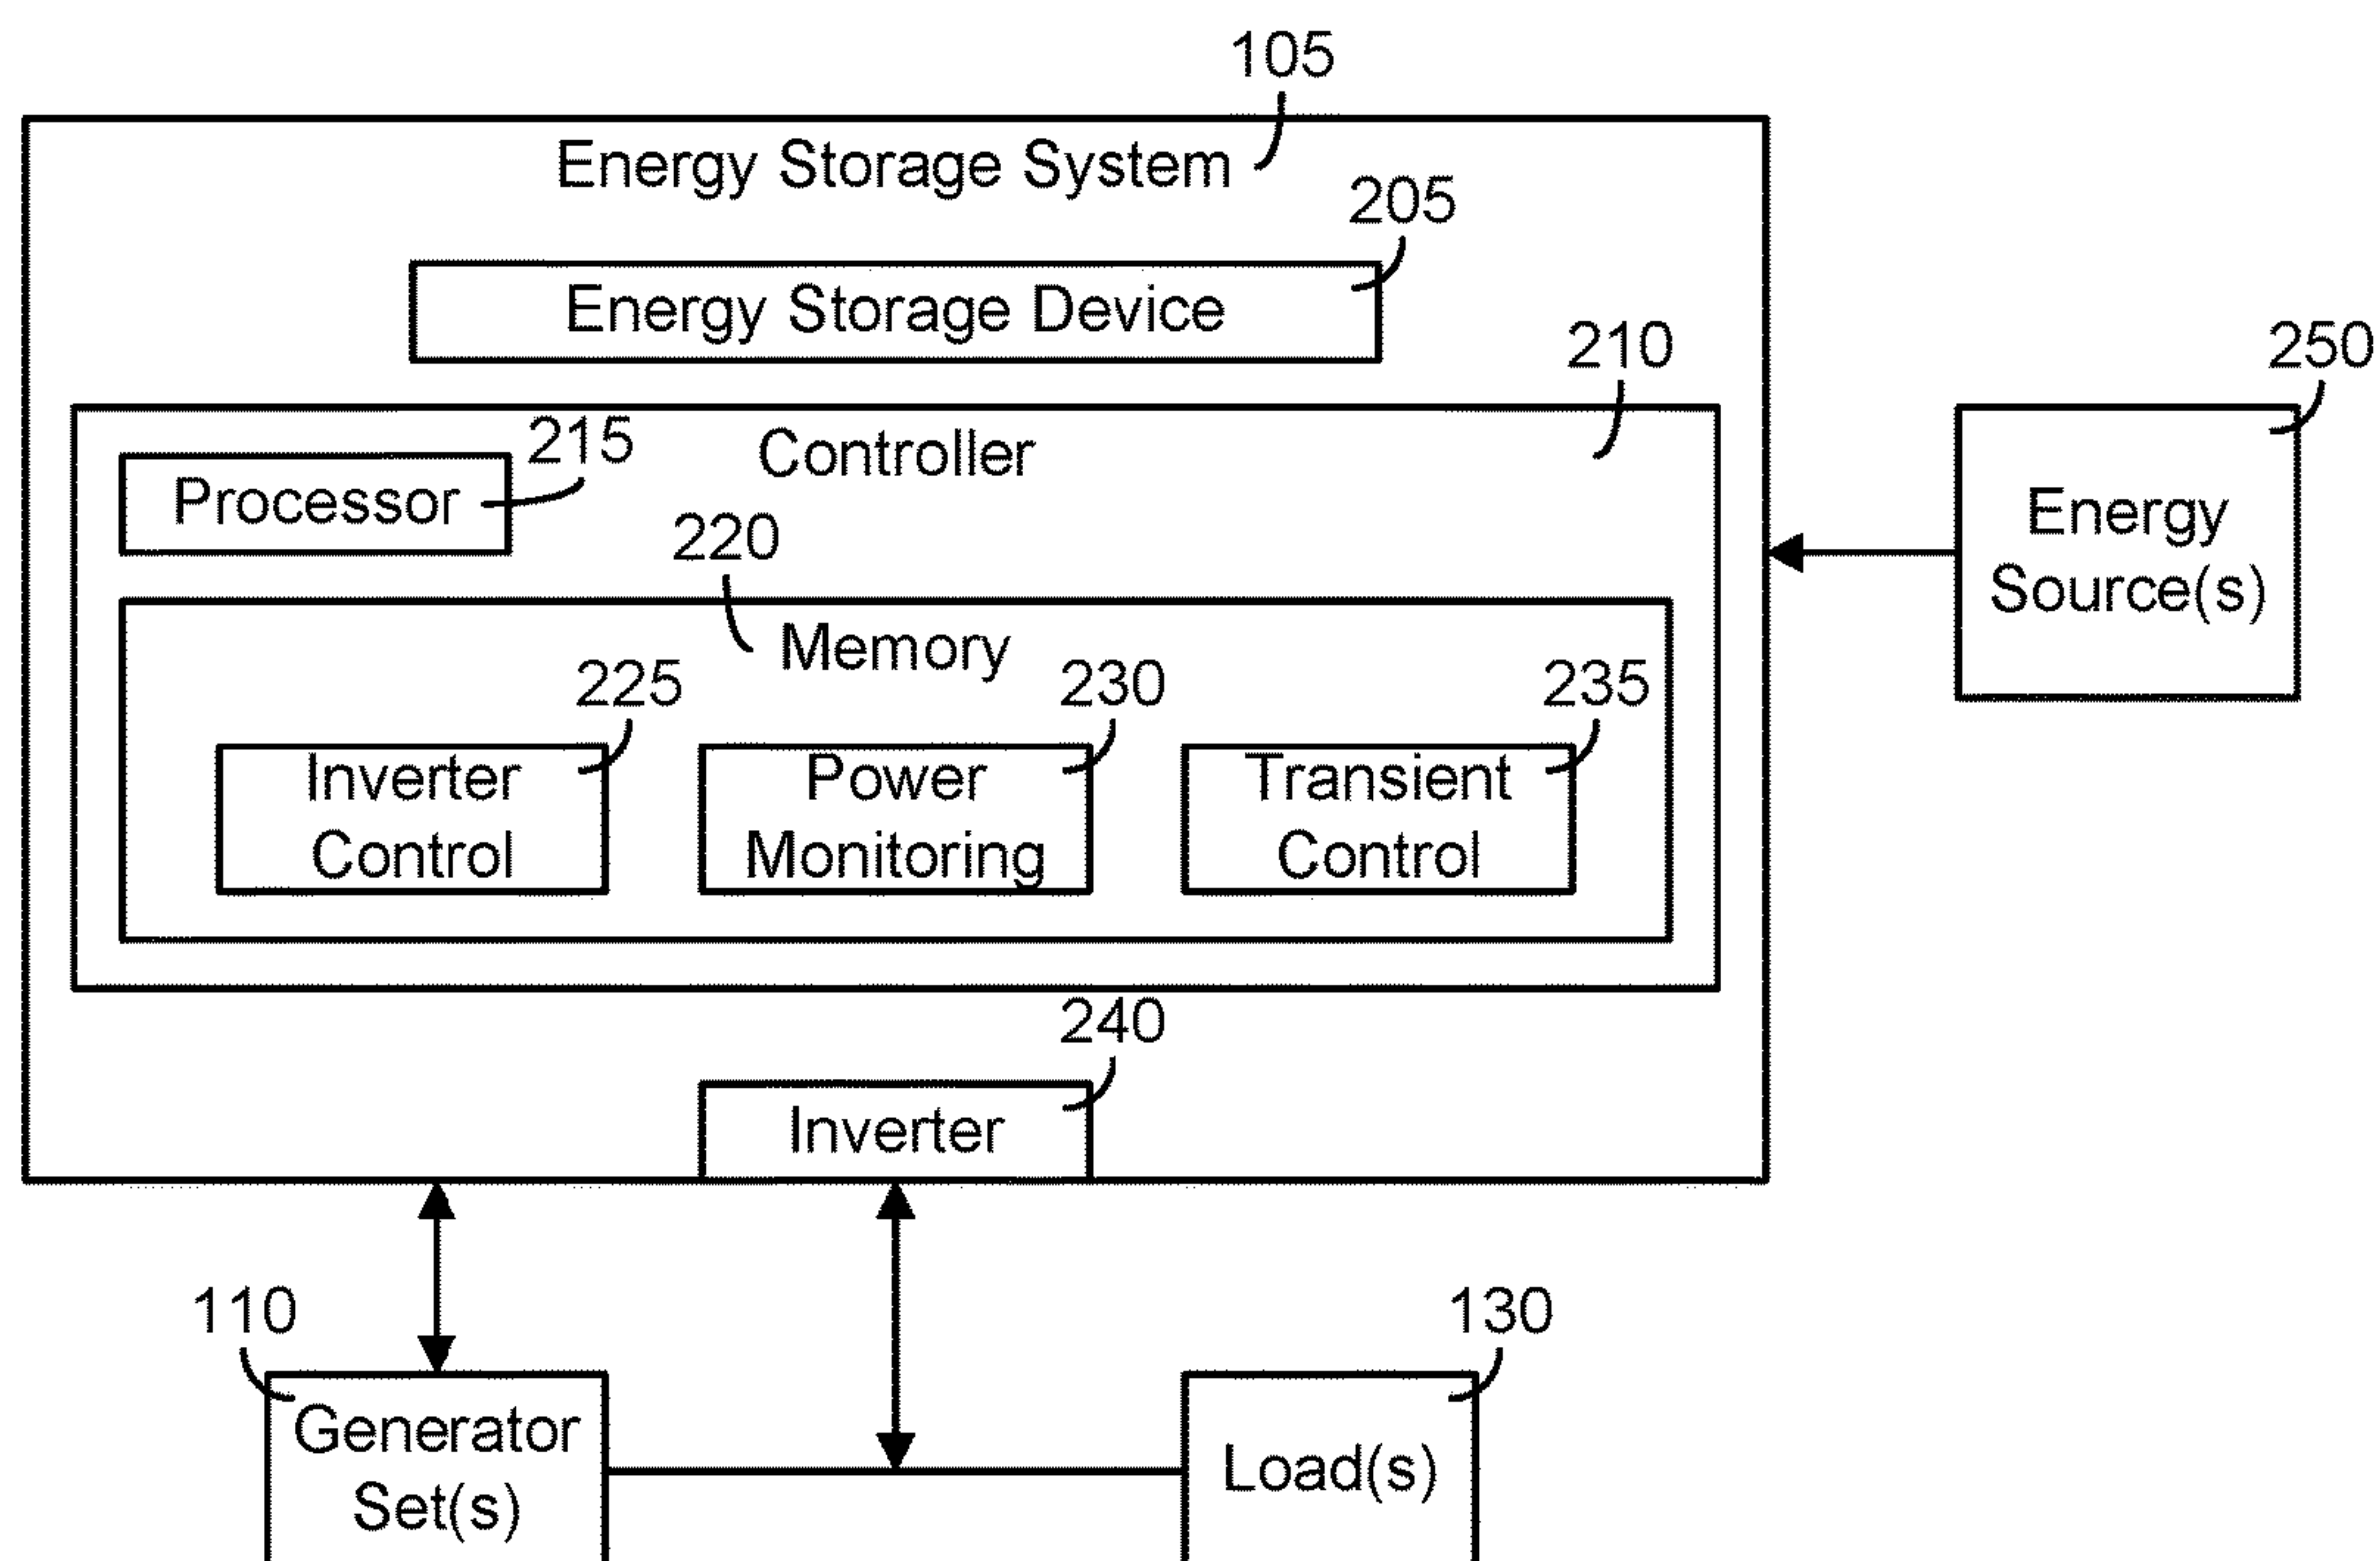 105
Energy Storage System
205
Energy Storage Device
210
250
215
Controller
Processor
Energy
Source(s)
220
Memory
225
230
235
Inverter
Control
Power
Monitoring
Transient
Control
240
Inverter
110
130
Generator
Set(s)
Load(s)